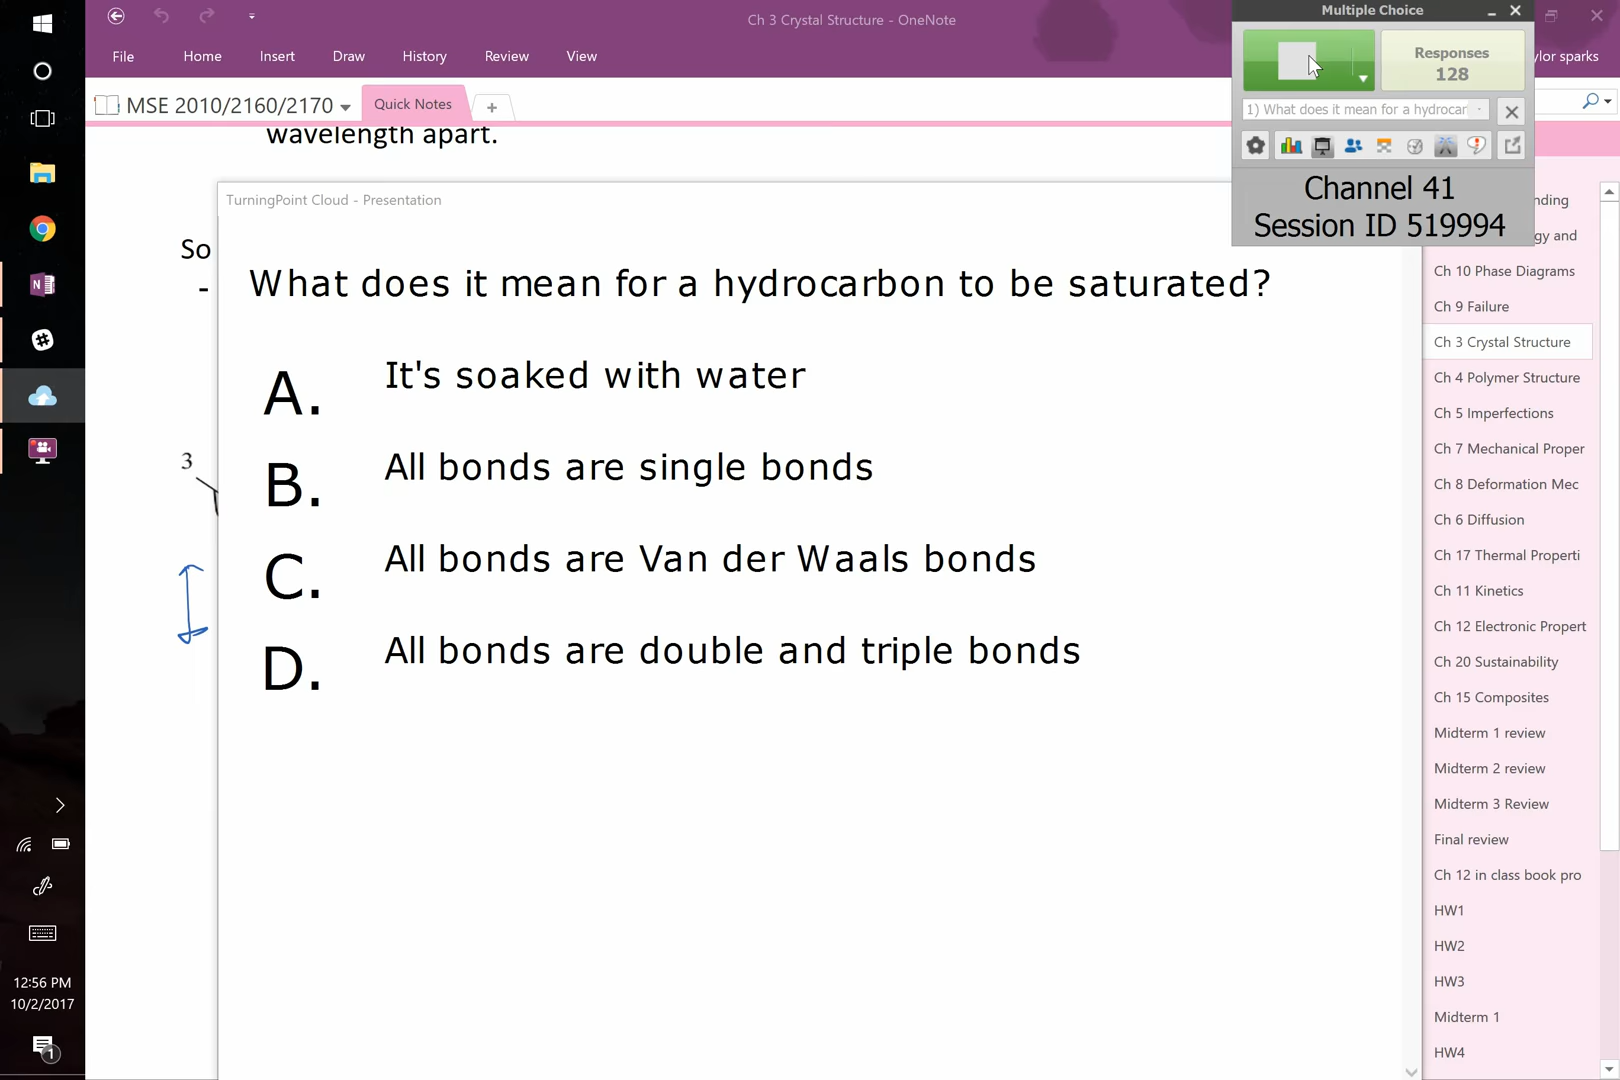 Ch 3 Crystal Structure - OneNote
File
Home
Insert
Draw
History
Review
View
ylor sparks
MSE 2010/2160/2170
Quick Notes
+
wavelength apart.
Multiple Choice
Responses
128
1) What does it mean for a hydrocar
Channel 41
Session ID 519994
TurningPoint Cloud - Presentation
So
-
3
What does it mean for a hydrocarbon to be saturated?
A. It's soaked with water
B. All bonds are single bonds
C. All bonds are Van der Waals bonds
D. All bonds are double and triple bonds
nding
gy and
Ch 10 Phase Diagrams
Ch 9 Failure
Ch 3 Crystal Structure
Ch 4 Polymer Structure
Ch 5 Imperfections
Ch 7 Mechanical Proper
Ch 8 Deformation Mec
Ch 6 Diffusion
Ch 17 Thermal Properti
Ch 11 Kinetics
Ch 12 Electronic Propert
Ch 20 Sustainability
Ch 15 Composites
Midterm 1 review
Midterm 2 review
Midterm 3 Review
Final review
Ch 12 in class book pro
HW1
HW2
HW3
Midterm 1
HW4
12:56 PM
10/2/2017
1